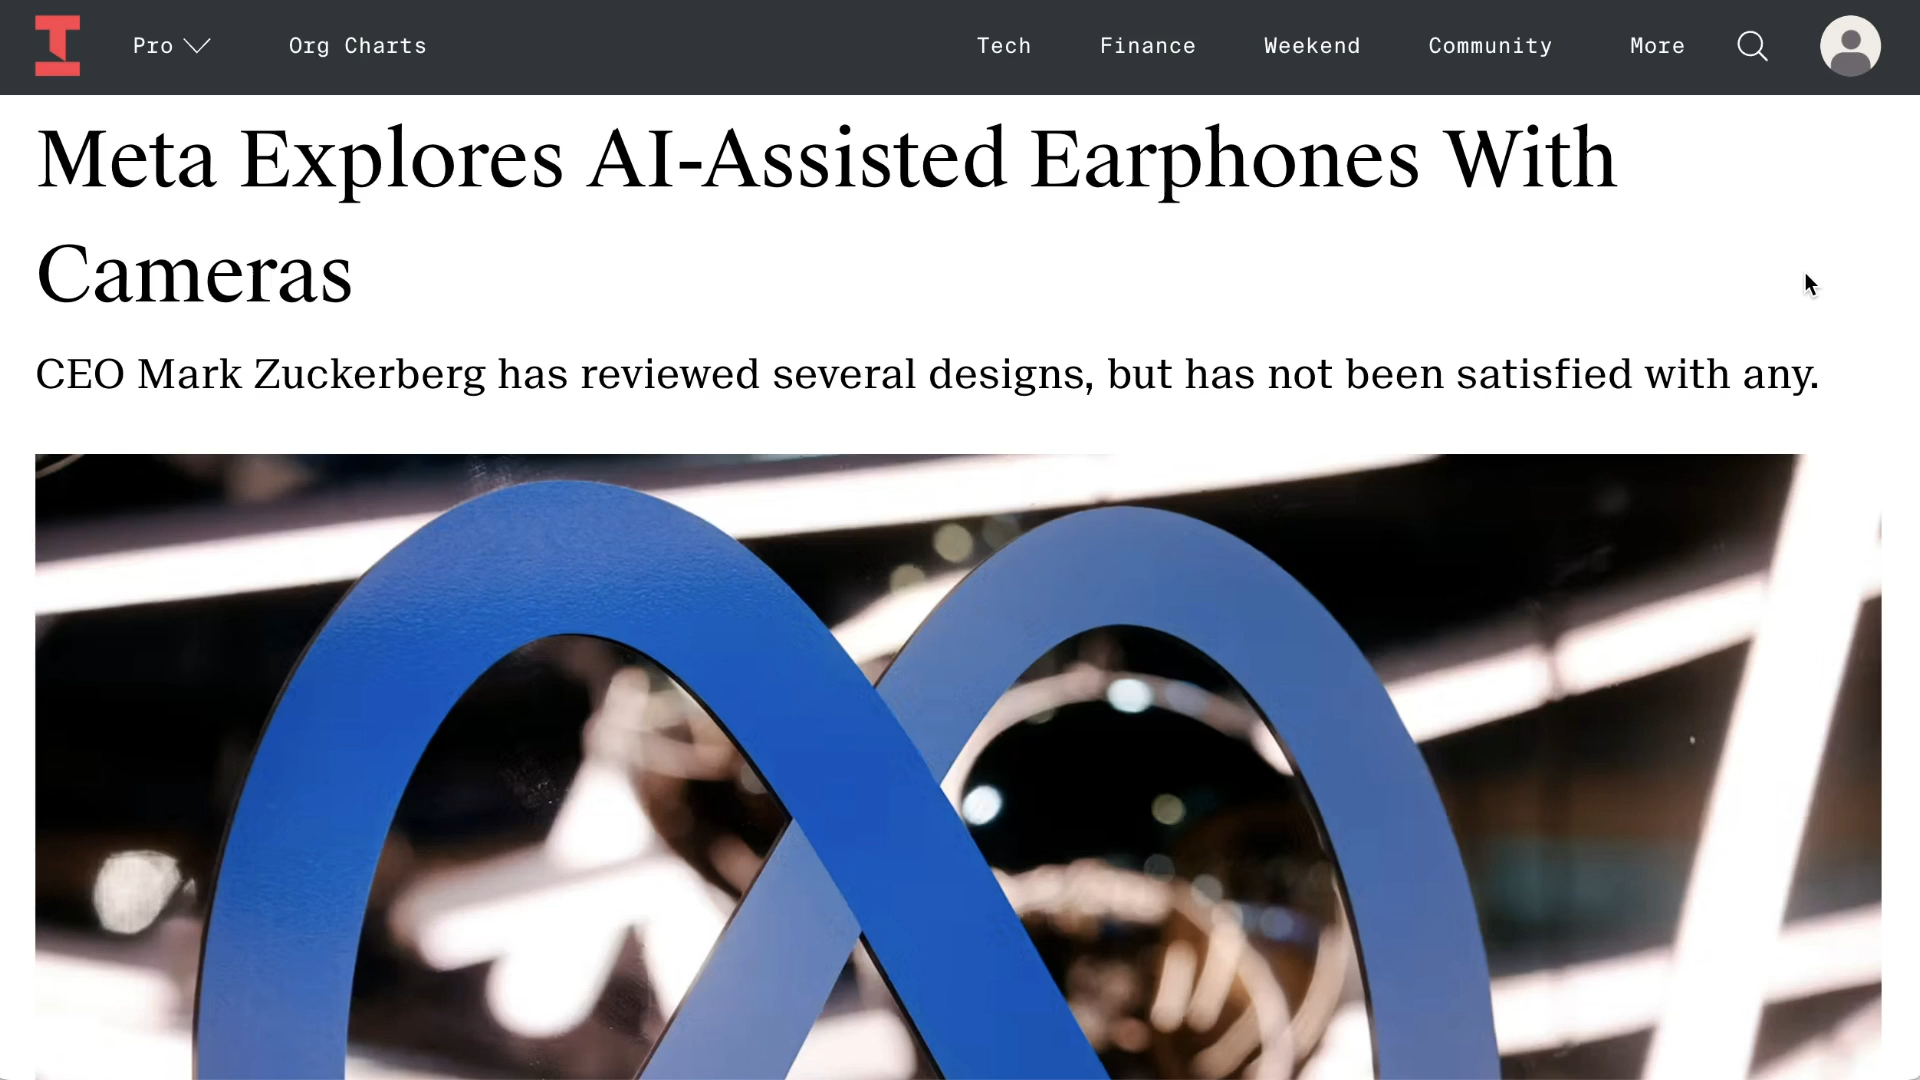 Pro
Org Charts
Tech
Finance
Weekend
Community
More
Meta Explores AI-Assisted Earphones With
Cameras
CEO Mark Zuckerberg has reviewed several designs, but has not been satisfied with any.